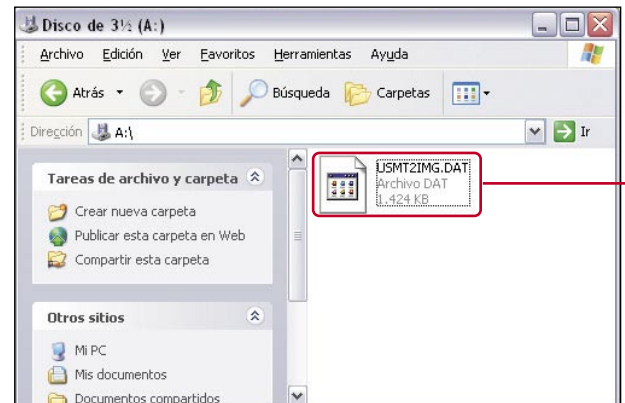 Disco de 3½ (A:)
Archivo Edición Ver Favoritos Herramientas Ayuda
Atrás Búsqueda Carpetas
Dirección A:\ Ir
Tareas de archivo y carpeta
Crear nueva carpeta
Publicar esta carpeta en Web
Compartir esta carpeta
Otros sitios
Mi PC
Mis documentos
Documentos compartidos
USMT2IMG.DAT
Archivo DAT
1.424 KB